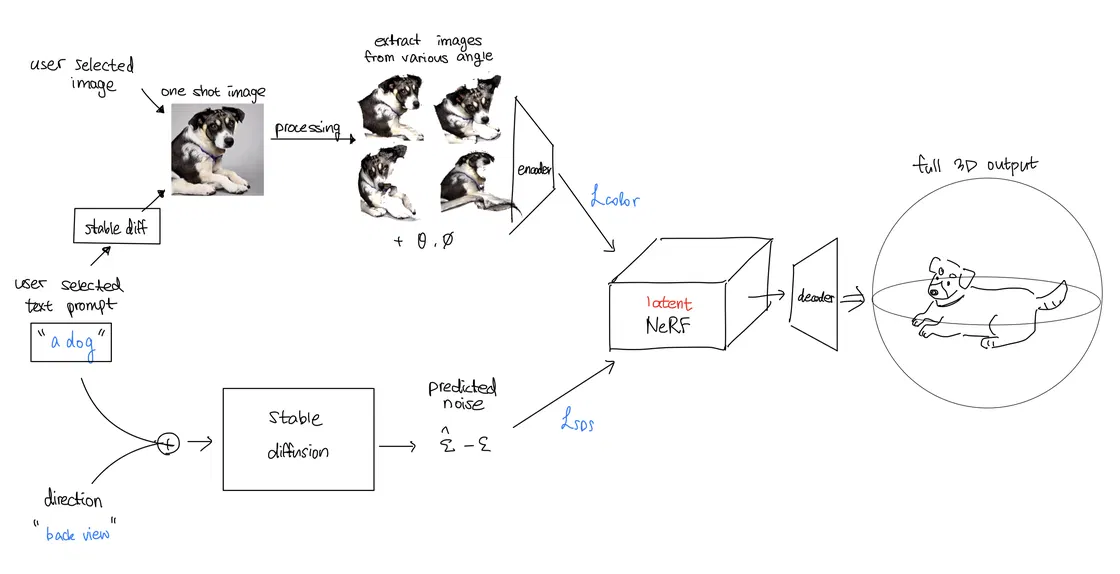 user selected
image
one shot image
processing
extract images
from various angle
+ θ, ∅
encoder
Lcolor
stable diff
user selected
text prompt
"a dog"
direction
"back view"
+
Stable
diffusion
predicted
noise
ε̂ - ε
LSDS
latent
NeRF
decoder
full 3D output